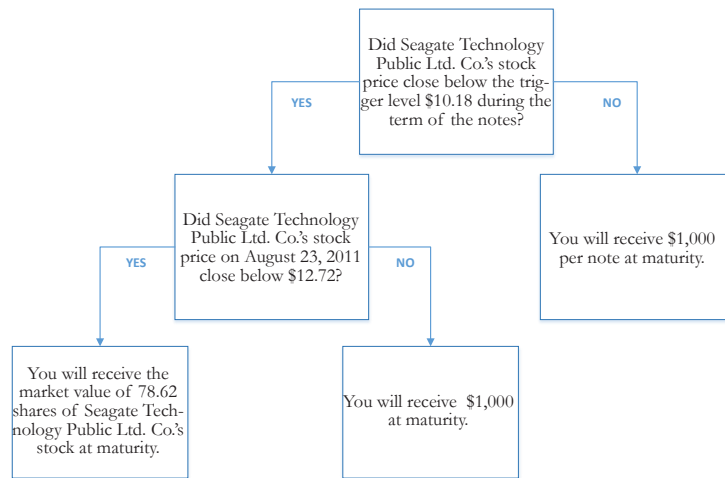 Did Seagate Technology
Public Ltd. Co.'s stock
price close below the trig-
ger level $10.18 during the
term of the notes?
YES
NO
Did Seagate Technology
Public Ltd. Co.'s stock
price on August 23, 2011
close below $12.72?
You will receive $1,000
per note at maturity.
YES
NO
You will receive the
market value of 78.62
shares of Seagate Tech-
nology Public Ltd. Co.'s
stock at maturity.
You will receive $1,000
at maturity.